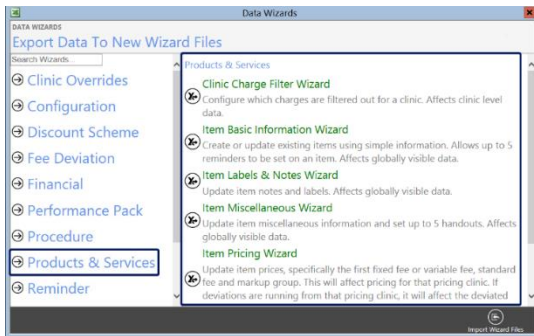 Data Wizards
DATA WIZARDS
Export Data To New Wizard Files
Search Wizards...
Clinic Overrides
Configuration
Discount Scheme
Fee Deviation
Financial
Performance Pack
Procedure
Products & Services
Reminder
Products & Services
Clinic Charge Filter Wizard
Configure which charges are filtered out for a clinic. Affects clinic level
data.
Item Basic Information Wizard
Create or update existing items using simple information. Allows up to 5
reminders to be set on an item. Affects globally visible data.
Item Labels & Notes Wizard
Update item notes and labels. Affects globally visible data.
Item Miscellaneous Wizard
Update item miscellaneous information and set up 5 handouts. Affects
globally visible data.
Item Pricing Wizard
Update item prices, specifically the first fixed fee or variable fee, standard
fee and markup group. This will affect pricing for that pricing clinic. If
deviations are running from that pricing clinic, it will affect the deviated
Import Wizard Files